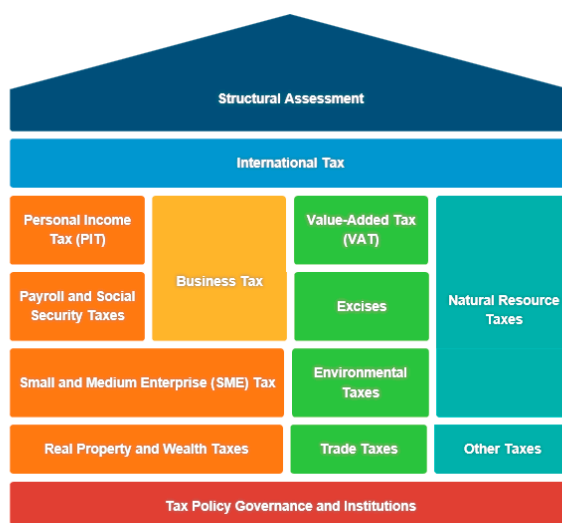 Structural Assessment
International Tax
Personal Income
Tax (PIT)
Business Tax
Value-Added Tax
(VAT)
Natural Resource
Taxes
Payroll and Social
Security Taxes
Excises
Small and Medium Enterprise (SME) Tax
Environmental
Taxes
Real Property and Wealth Taxes
Trade Taxes
Other Taxes
Tax Policy Governance and Institutions